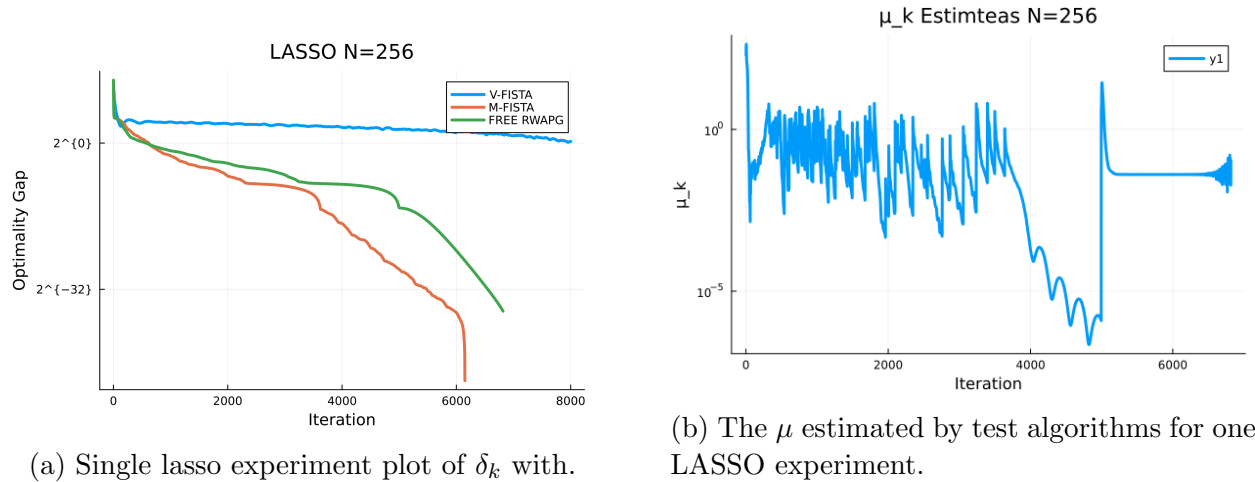 LASSO N=256
V-FISTA
M-FISTA
FREE RWAPG
2^{0}
2^{−32}
Optimality Gap
0
2000
4000
6000
8000
Iteration
(a) Single lasso experiment plot of δ_k with.
μ_k Estimteas N=256
y1
10^0
10^−5
μ_k
0
2000
4000
6000
Iteration
(b) The μ estimated by test algorithms for one
LASSO experiment.